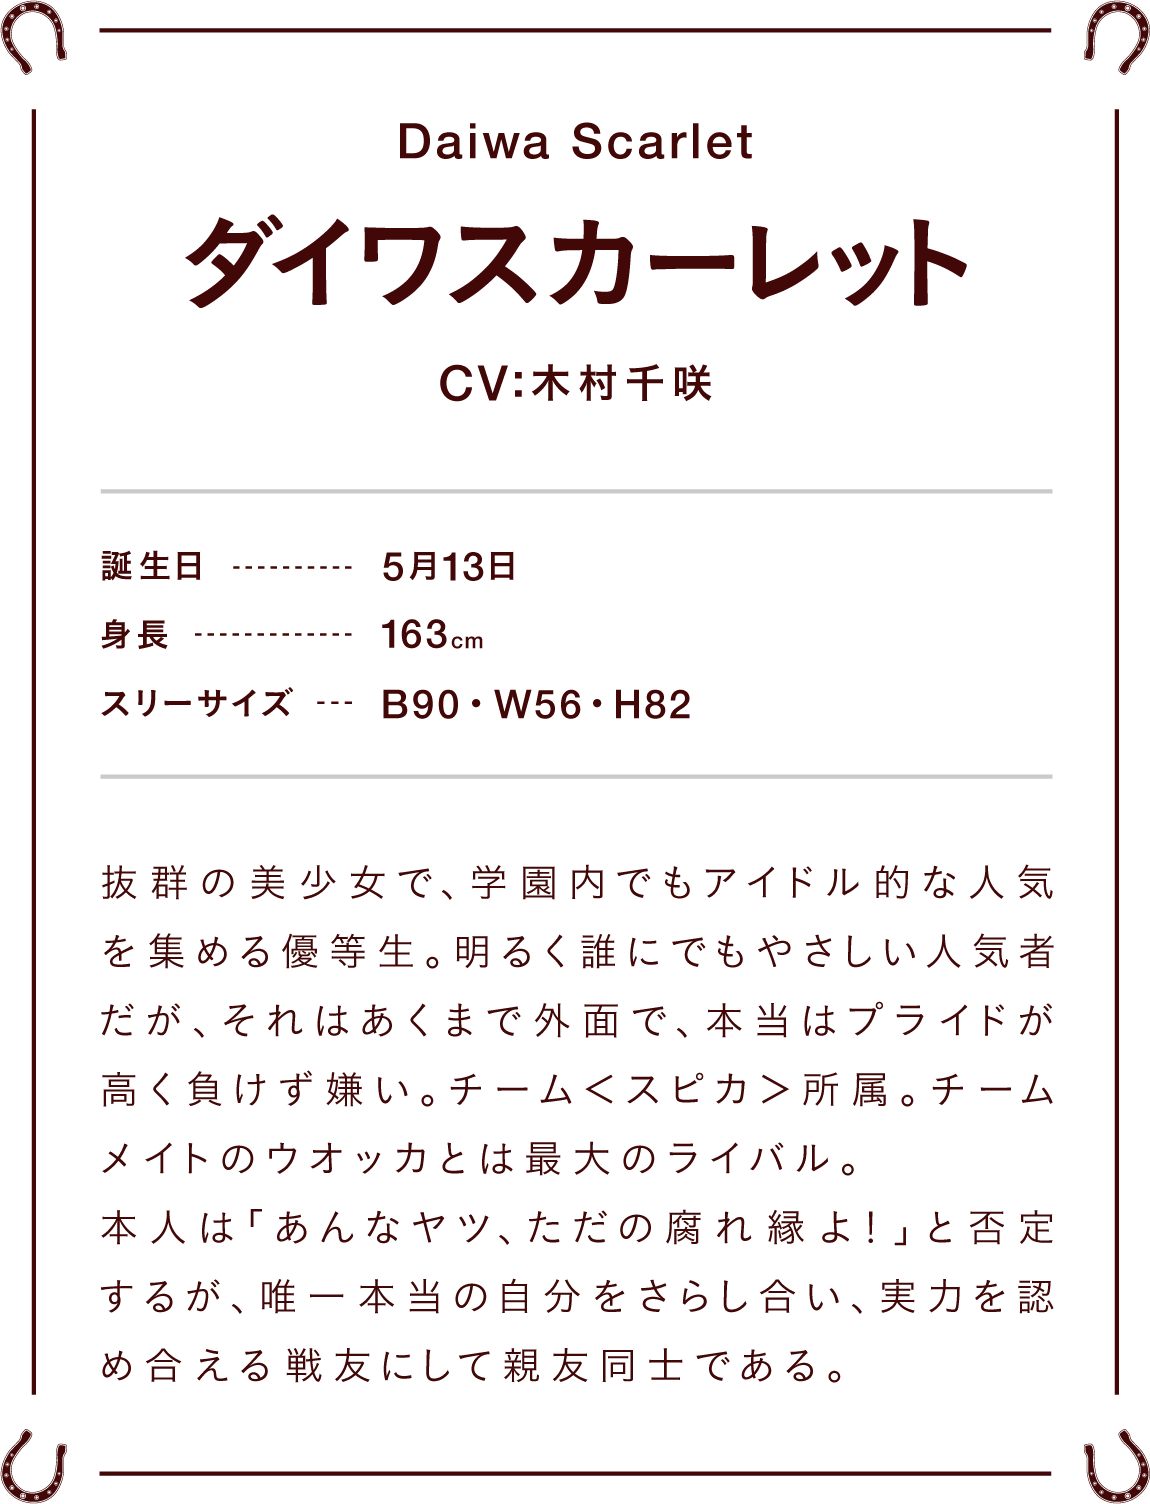 Daiwa Scarlet
ダイワスカーレット
CV:木村千咲
誕生日 ---------- 5月13日
身長 ------------- 163cm
スリーサイズ --- B90・W56・H82
抜群の美少女で、学園内でもアイドル的な人気
を集める優等生。明るく誰にでもやさしい人気者
だが、それはあくまで外面で、本当はプライドが
高く負けず嫌い。チーム＜スピカ＞所属。チーム
メイトのウオッカとは最大のライバル。
本人は「あんなヤツ、ただの腐れ縁よ！」と否定
するが、唯一本当の自分をさらし合い、実力を認
め合える戦友にして親友同士である。